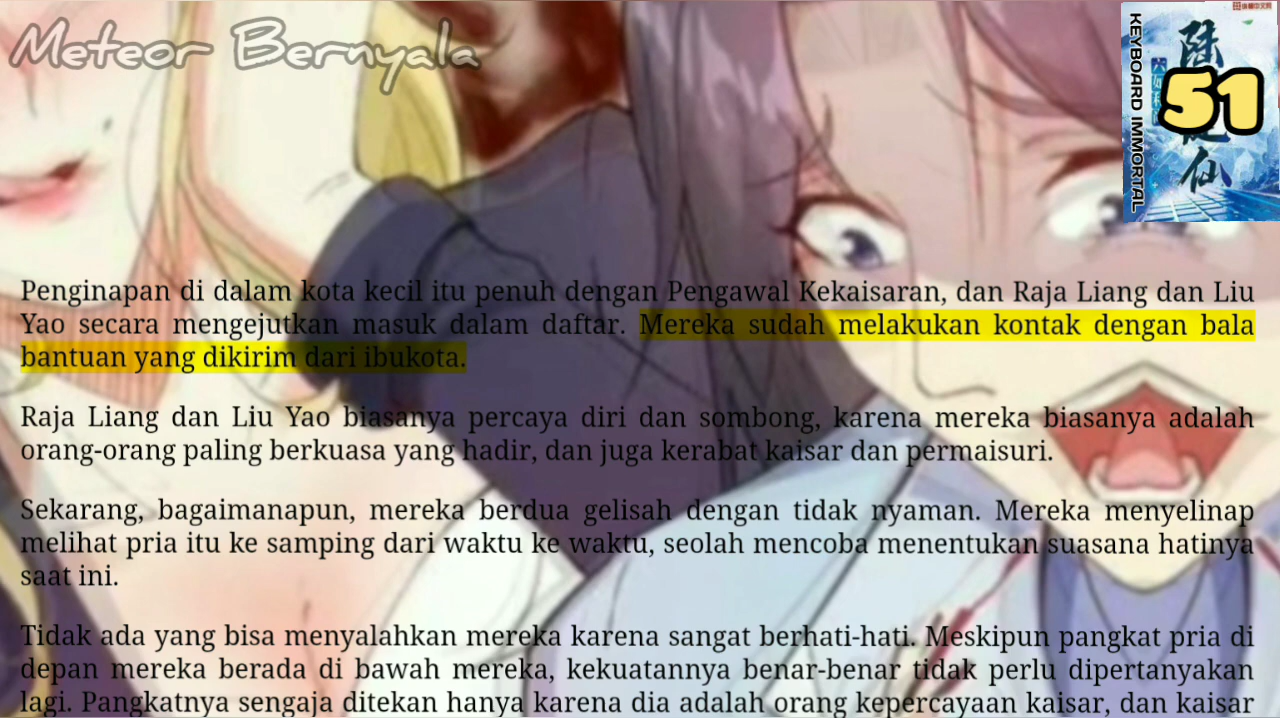 Meteor Bernyala
KEYBOARD IMMORTAL
51
仙
Penginapan di dalam kota kecil itu penuh dengan Pengawal Kekaisaran, dan Raja Liang dan Liu
Yao secara mengejutkan masuk dalam daftar. Mereka sudah melakukan kontak dengan bala
bantuan yang dikirim dari ibukota.
Raja Liang dan Liu Yao biasanya percaya diri dan sombong, karena mereka biasanya adalah
orang-orang paling berkuasa yang hadir, dan juga kerabat kaisar dan permaisuri.
Sekarang, bagaimanapun, mereka berdua gelisah dengan tidak nyaman. Mereka menyelinap
melihat pria itu ke samping dari waktu ke waktu, seolah mencoba menentukan suasana hatinya
saat ini.
Tidak ada yang bisa menyalahkan mereka karena sangat berhati-hati. Meskipun pangkat pria di
depan mereka berada di bawah mereka, kekuatannya benar-benar tidak perlu dipertanyakan
lagi. Pangkatnya sengaja ditekan hanya karena dia adalah orang kepercayaan kaisar, dan kaisar